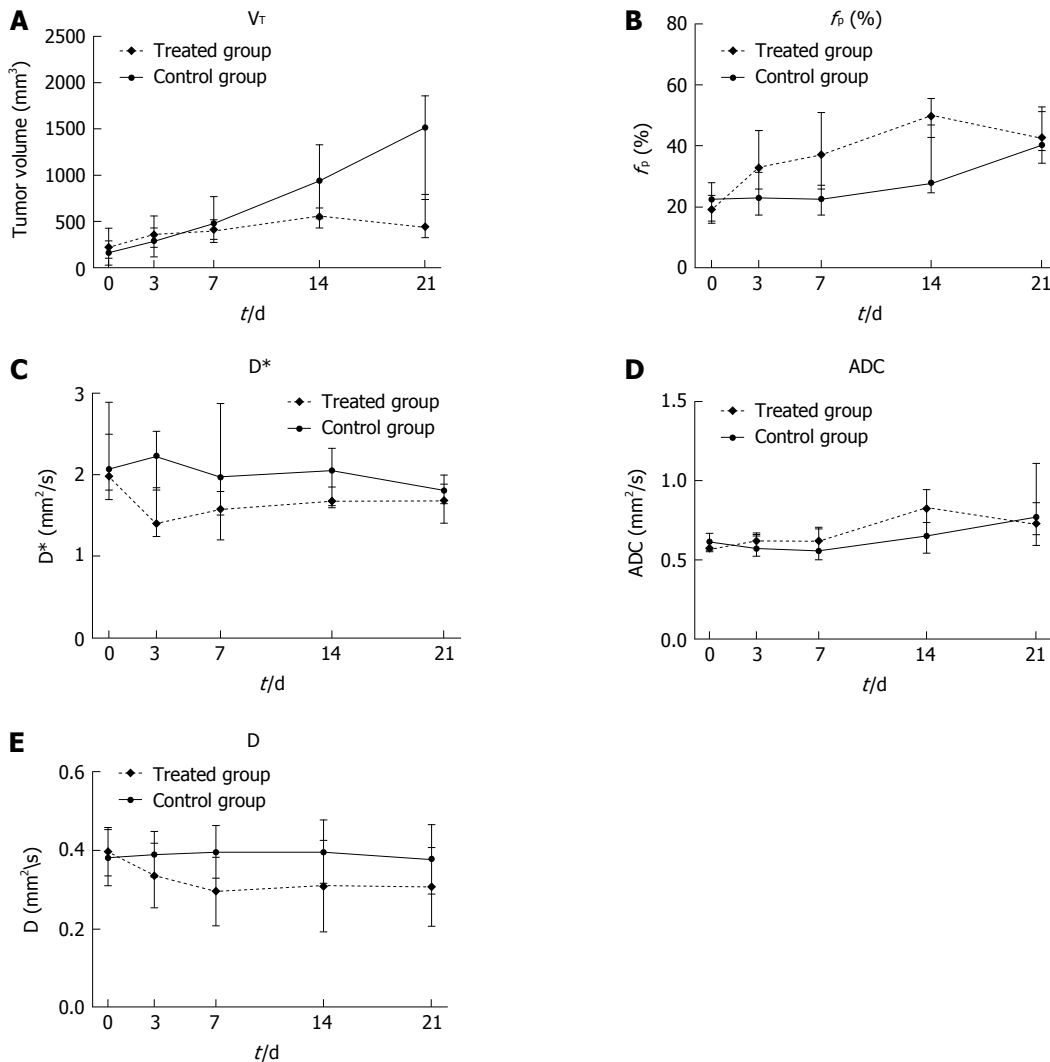 A
V_T
Treated group
Control group
Tumor volume (mm³)
2500
2000
1500
1000
500
0
0 3 7 14 21
t/d
B
f_p (%)
Treated group
Control group
f_p (%)
80
60
40
20
0
0 3 7 14 21
t/d
C
D*
Treated group
Control group
D* (mm²/s)
3
2
1
0
0 3 7 14 21
t/d
D
ADC
Treated group
Control group
ADC (mm²/s)
1.5
1.0
0.5
0.0
0 3 7 14 21
t/d
E
D
Treated group
Control group
D (mm²\s)
0.6
0.4
0.2
0.0
0 3 7 14 21
t/d